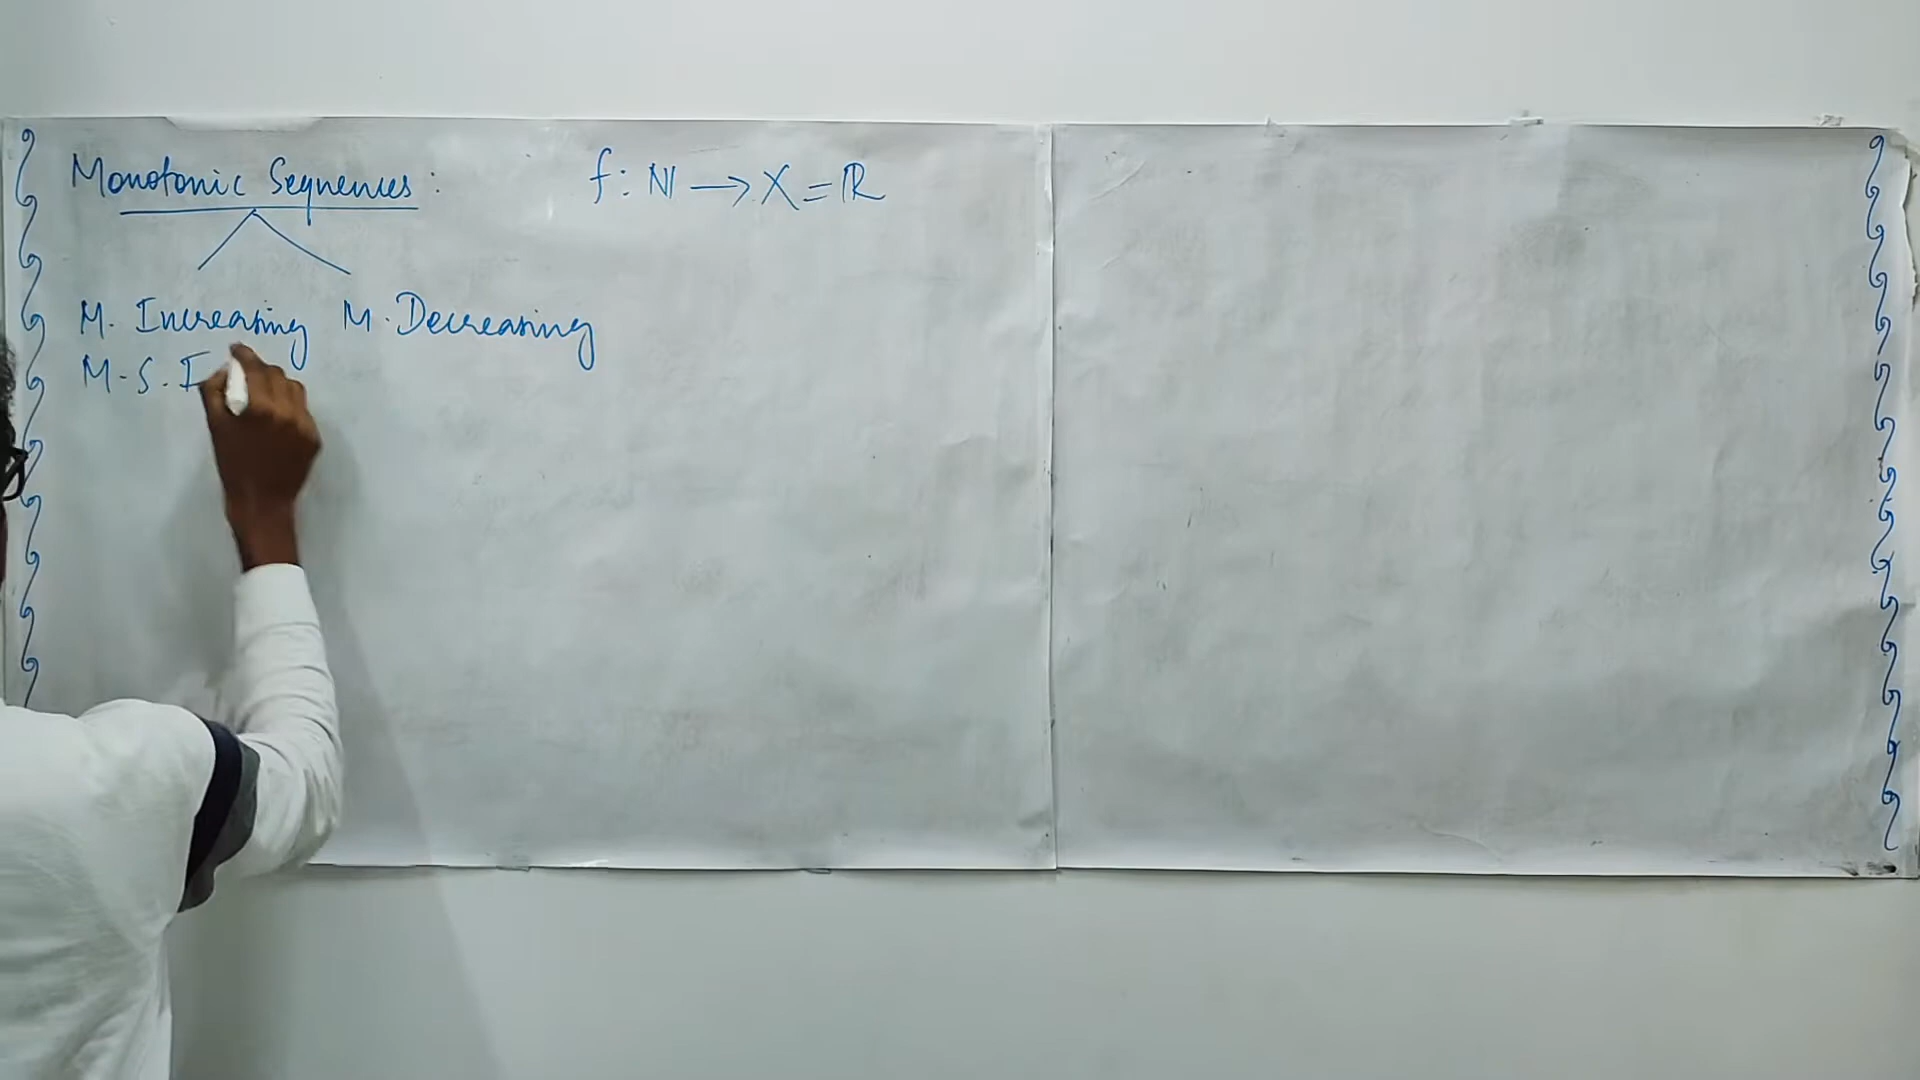 Monotonic Sequences :
f : ℕ → X = ℝ
M. Increasing M. Decreasing
M. S. I